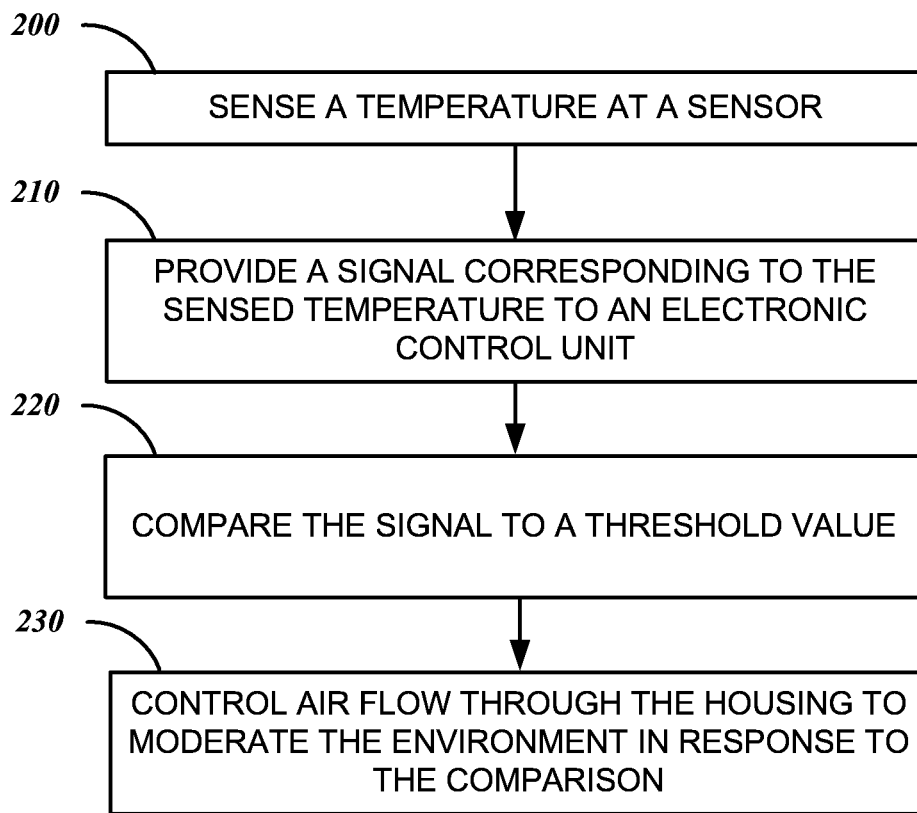 200
SENSE A TEMPERATURE AT A SENSOR
210
PROVIDE A SIGNAL CORRESPONDING TO THE
SENSED TEMPERATURE TO AN ELECTRONIC
CONTROL UNIT
220
COMPARE THE SIGNAL TO A THRESHOLD VALUE
230
CONTROL AIR FLOW THROUGH THE HOUSING TO
MODERATE THE ENVIRONMENT IN RESPONSE TO
THE COMPARISON